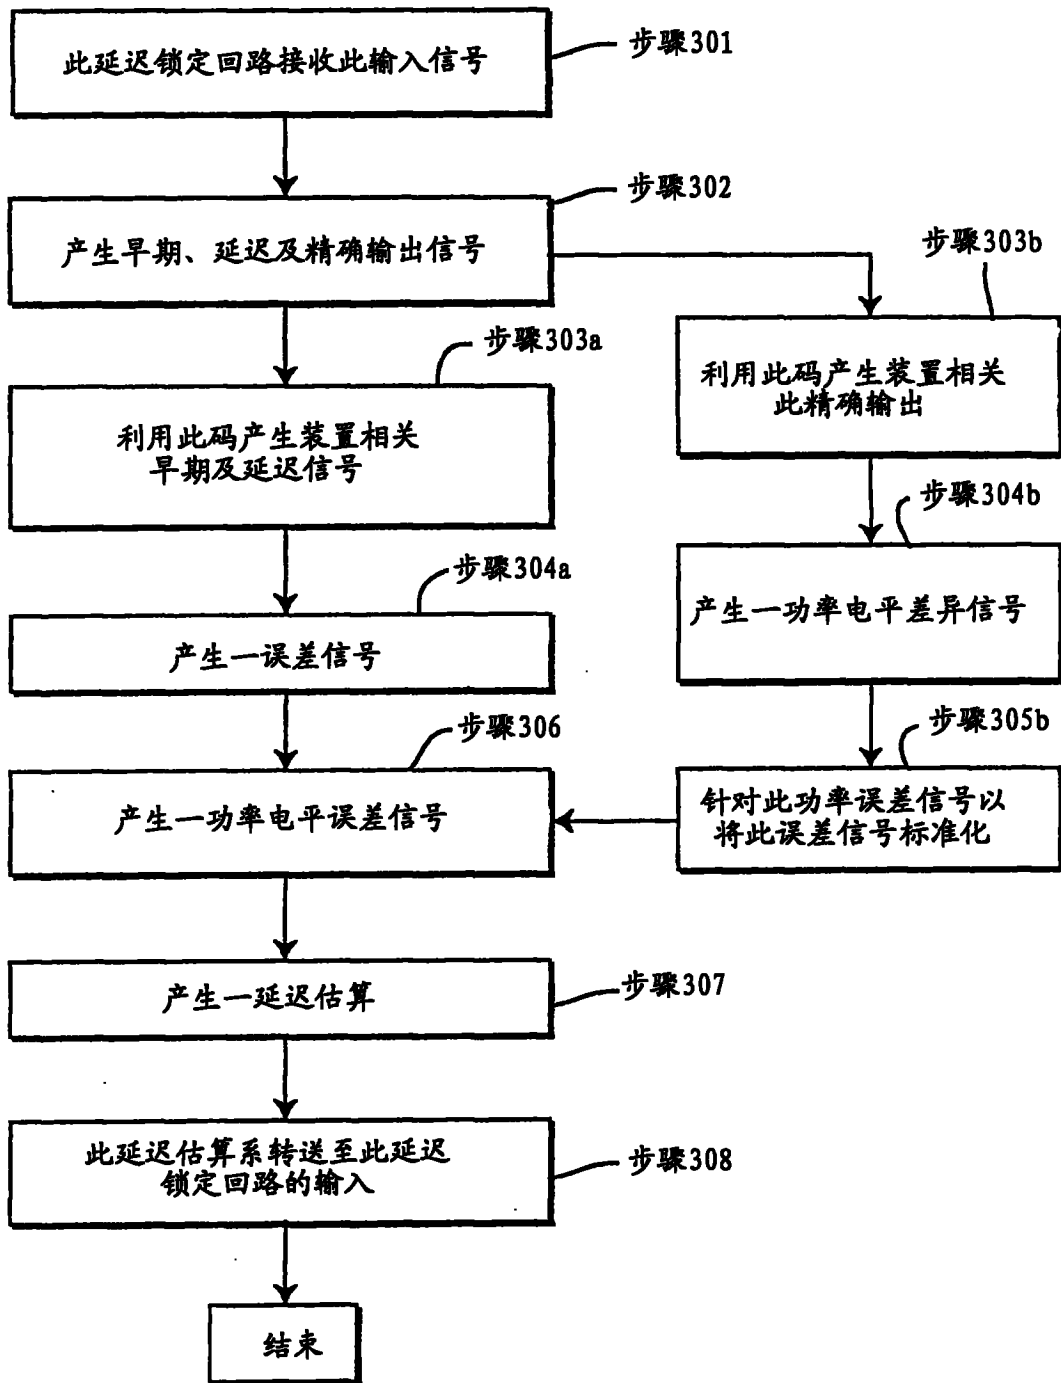 此延迟锁定回路接收此输入信号
步骤301
步骤302
产生早期、延迟及精确输出信号
步骤303b
步骤303a
利用此码产生装置相关
此精确输出
利用此码产生装置相关
早期及延迟信号
步骤304b
步骤304a
产生一功率电平差异信号
产生一误差信号
步骤306
步骤305b
产生一功率电平误差信号
针对此功率误差信号以
将此误差信号标准化
产生一延迟估算
步骤307
此延迟估算系转送至此延迟
锁定回路的输入
步骤308
结束